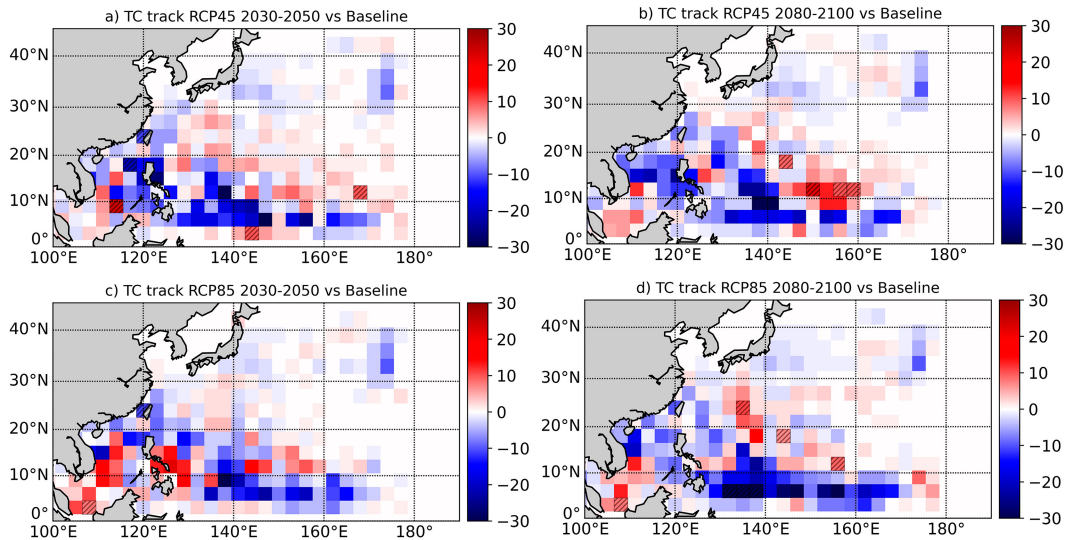 a) TC track RCP45 2030-2050 vs Baseline
40°N
30°N
20°N
10°N
0°
100°E 120°E 140°E 160°E 180°
30
20
10
0
−10
−20
−30
b) TC track RCP45 2080-2100 vs Baseline
40°N
30°N
20°N
10°N
0°
100°E 120°E 140°E 160°E 180°
30
20
10
0
−10
−20
−30
c) TC track RCP85 2030-2050 vs Baseline
40°N
30°N
20°N
10°N
0°
100°E 120°E 140°E 160°E 180°
30
20
10
0
−10
−20
−30
d) TC track RCP85 2080-2100 vs Baseline
40°N
30°N
20°N
10°N
0°
100°E 120°E 140°E 160°E 180°
30
20
10
0
−10
−20
−30